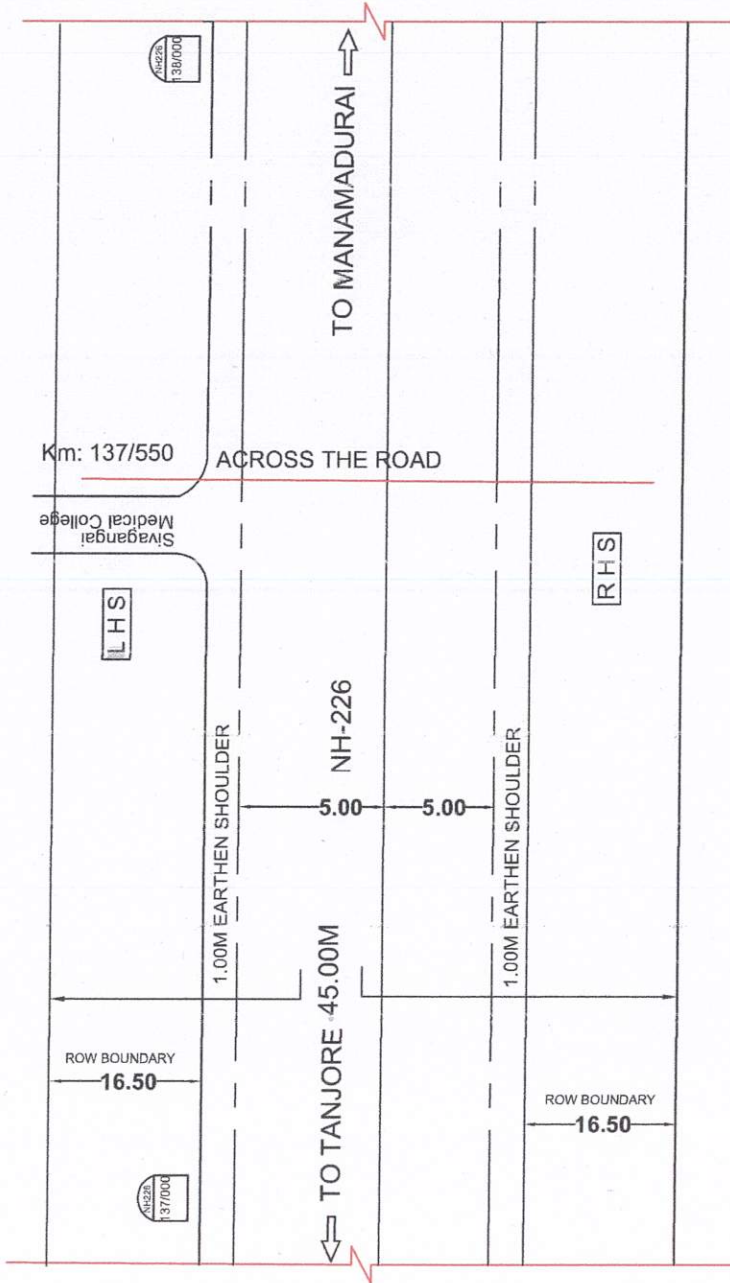 NH226
138/000
TO MANAMADURAI
Km: 137/550
ACROSS THE ROAD
Sivagangai
Medical College
L H S
R H S
NH-226
1.00M EARTHEN SHOULDER
5.00
5.00
1.00M EARTHEN SHOULDER
TO TANJORE
45.00M
ROW BOUNDARY
16.50
ROW BOUNDARY
16.50
NH226
137/000